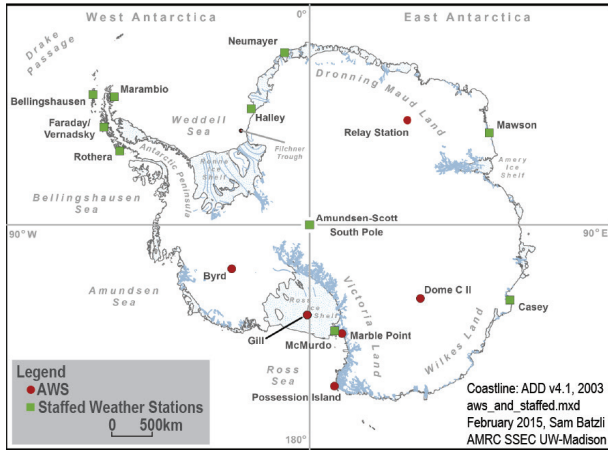 West Antarctica
0°
East Antarctica
Drake
Passage
Neumayer
Dronning Maud Land
Marambio
Bellingshausen
Weddell
Sea
Halley
Relay Station
Faraday/
Vernadsky
Mawson
Filchner
Trough
Rothera
Antarctic Peninsula
Ronne
Ice
Shelf
Amery
Ice
Shelf
Bellingshausen
Sea
Amundsen-Scott
South Pole
90°W
90°E
Byrd
Amundsen
Sea
Dome C II
Ross
Ice
Shelf
Victoria Land
Casey
Gill
McMurdo
Marble Point
Wilkes Land
Ross
Sea
Possession Island
Legend
AWS
Staffed Weather Stations
0 500km
180°
Coastline: ADD v4.1, 2003
aws_and_staffed.mxd
February 2015, Sam Batzli
AMRC SSEC UW-Madison